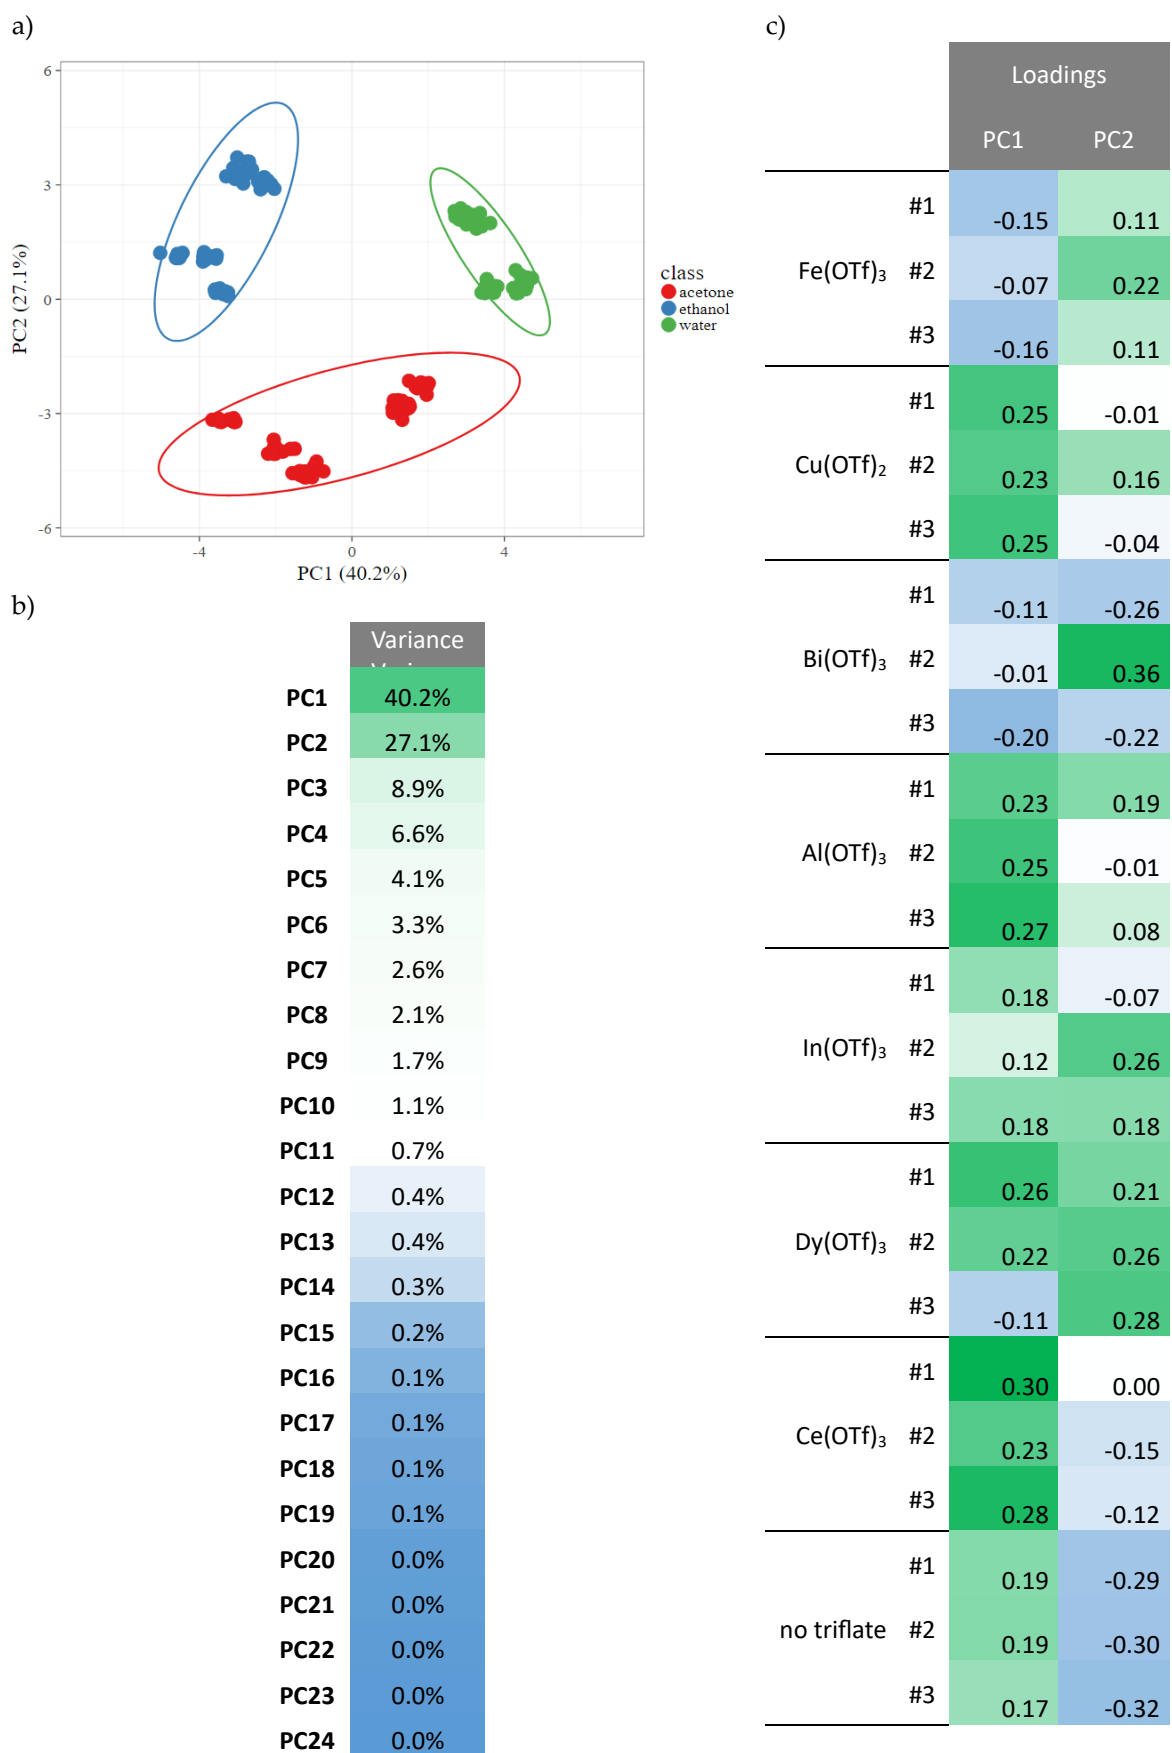 a)
6
3
0
-3
-6
PC2 (27.1%)
-4
0
4
PC1 (40.2%)
class
acetone
ethanol
water
b)
Variance
PC1 40.2%
PC2 27.1%
PC3 8.9%
PC4 6.6%
PC5 4.1%
PC6 3.3%
PC7 2.6%
PC8 2.1%
PC9 1.7%
PC10 1.1%
PC11 0.7%
PC12 0.4%
PC13 0.4%
PC14 0.3%
PC15 0.2%
PC16 0.1%
PC17 0.1%
PC18 0.1%
PC19 0.1%
PC20 0.0%
PC21 0.0%
PC22 0.0%
PC23 0.0%
PC24 0.0%
c)
Loadings
PC1 PC2
#1 -0.15 0.11
Fe(OTf)₃ #2 -0.07 0.22
#3 -0.16 0.11
#1 0.25 -0.01
Cu(OTf)₂ #2 0.23 0.16
#3 0.25 -0.04
#1 -0.11 -0.26
Bi(OTf)₃ #2 -0.01 0.36
#3 -0.20 -0.22
#1 0.23 0.19
Al(OTf)₃ #2 0.25 -0.01
#3 0.27 0.08
#1 0.18 -0.07
In(OTf)₃ #2 0.12 0.26
#3 0.18 0.18
#1 0.26 0.21
Dy(OTf)₃ #2 0.22 0.26
#3 -0.11 0.28
#1 0.30 0.00
Ce(OTf)₃ #2 0.23 -0.15
#3 0.28 -0.12
#1 0.19 -0.29
no triflate #2 0.19 -0.30
#3 0.17 -0.32